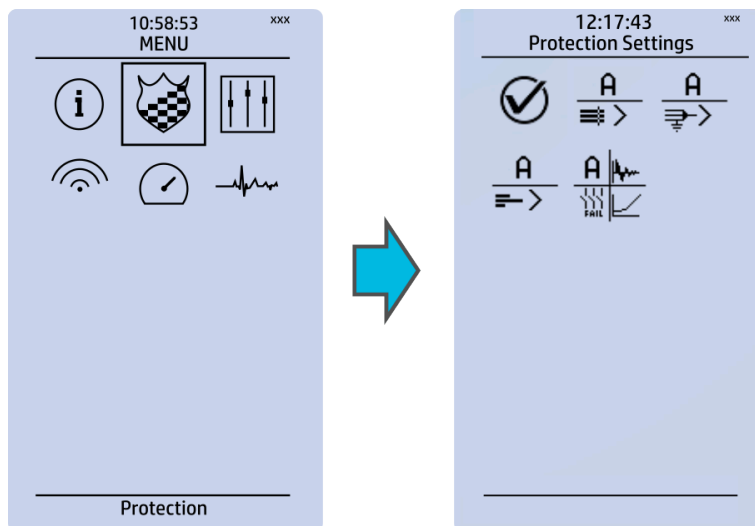 10:58:53 xxx
MENU
i
Protection
12:17:43 xxx
Protection Settings
A
A
A
A
FAIL